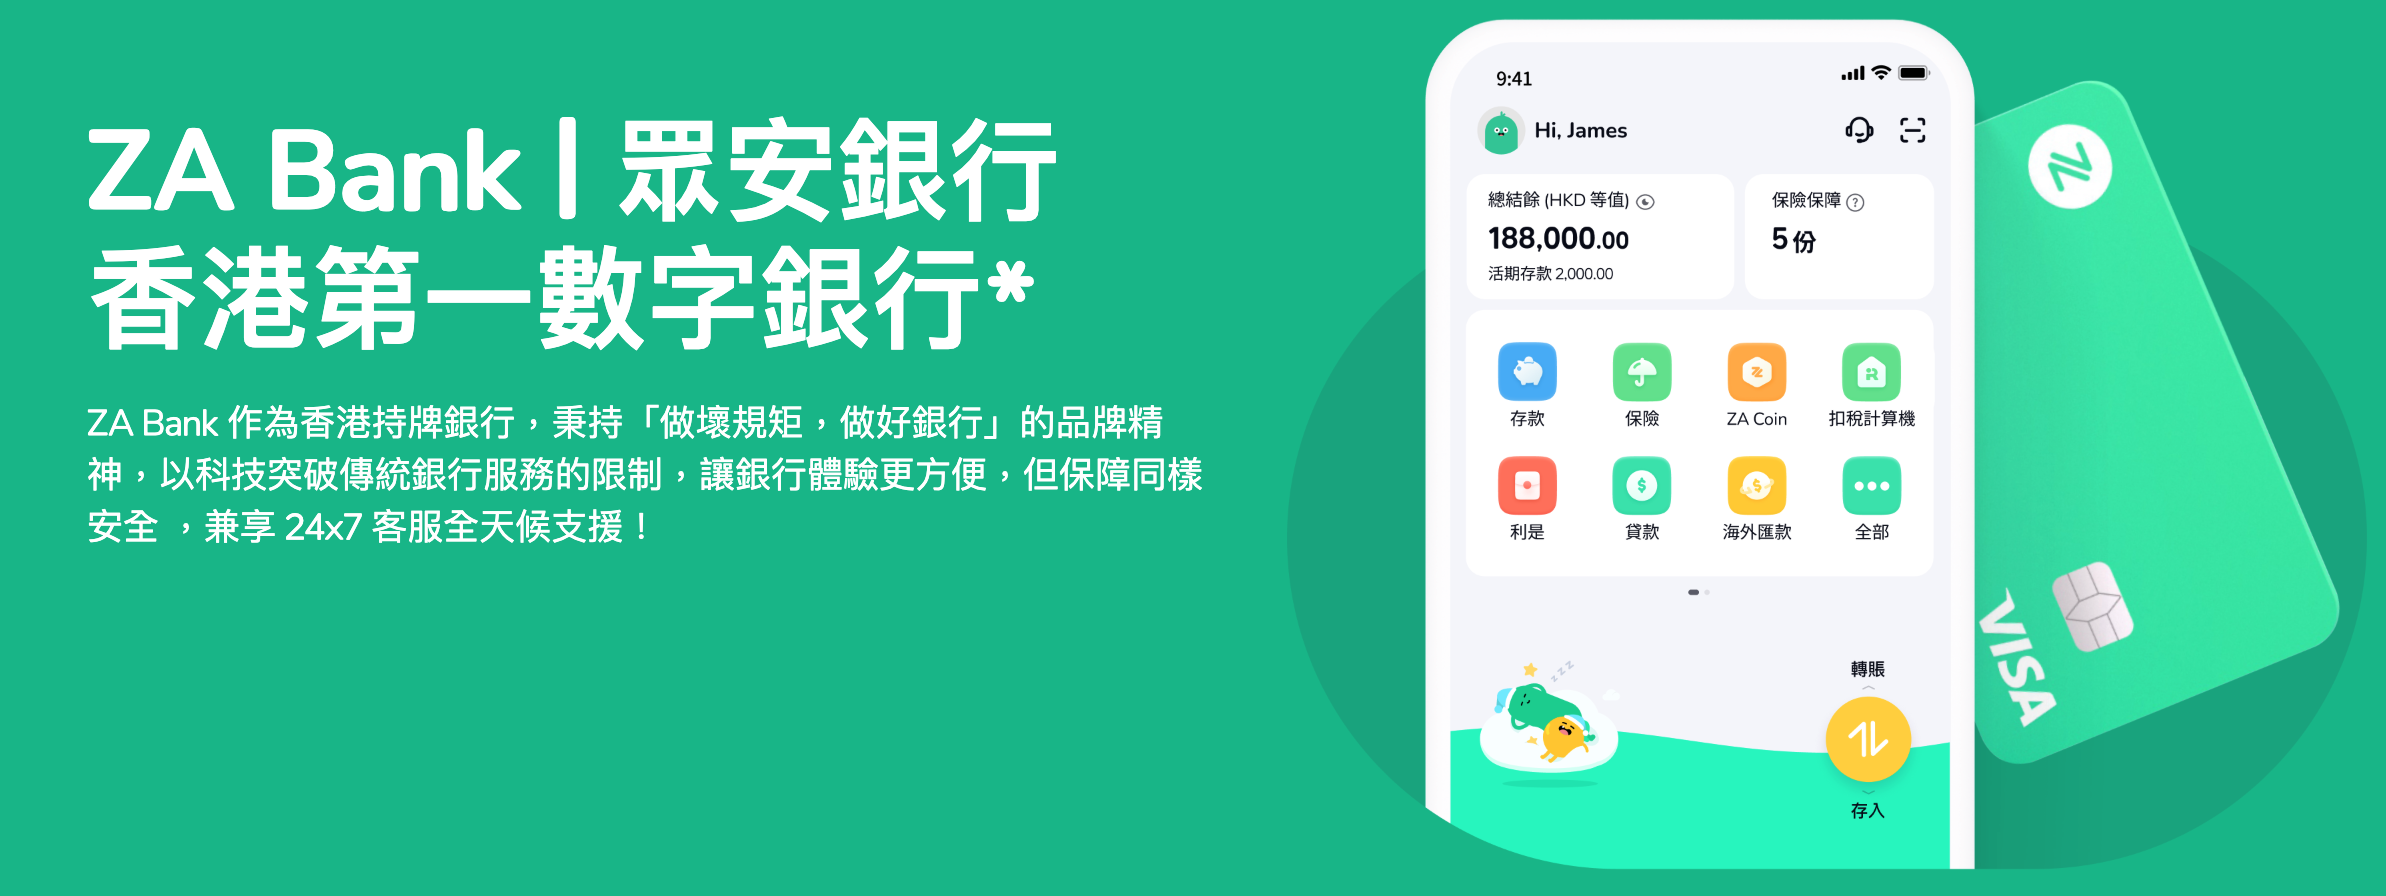 ZA Bank | 眾安銀行
香港第一數字銀行*
ZA Bank 作為香港持牌銀行，秉持「做壞規矩，做好銀行」的品牌精
神，以科技突破傳統銀行服務的限制，讓銀行體驗更方便，但保障同樣
安全 ，兼享 24x7 客服全天候支援！
9:41
Hi, James
總結餘 (HKD 等值)
188,000.00
活期存款 2,000.00
保險保障 ?
5 份
存款
保險
ZA Coin
扣稅計算機
利是
貸款
海外匯款
全部
zzz
轉賬
存入
VISA